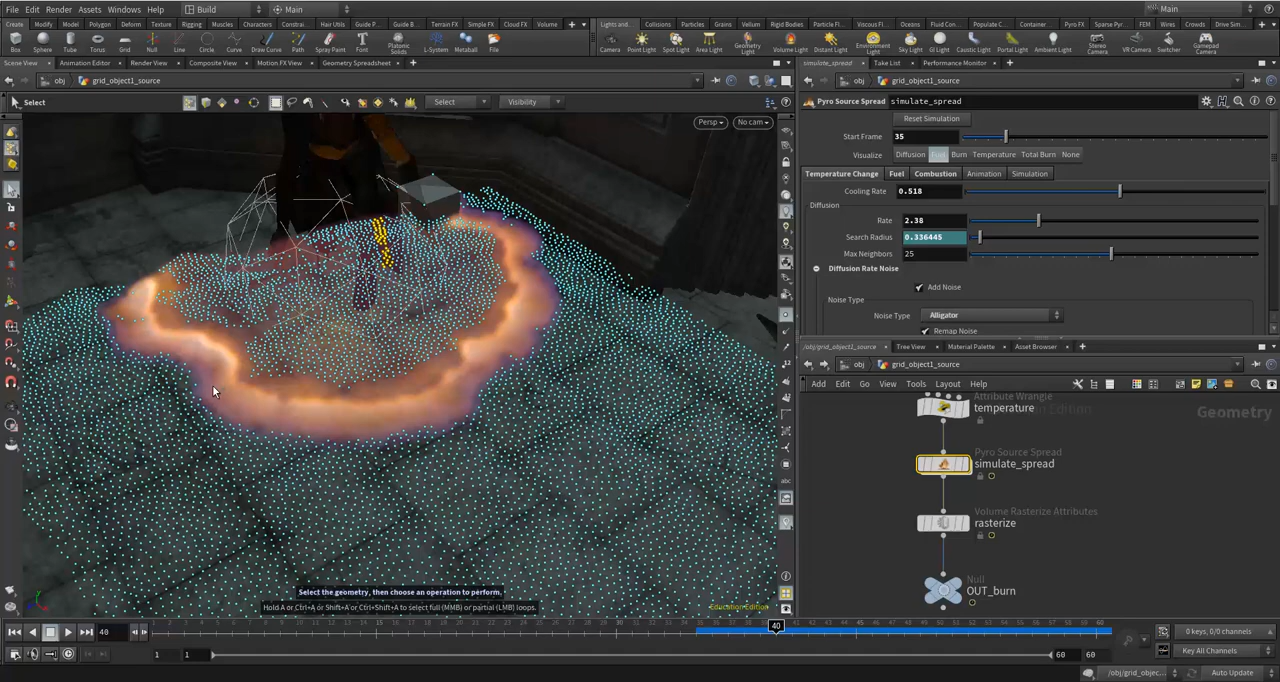 File Edit Render Assets Windows Help Build Main Main
Create Modify Model Polygon Deform Texture Rigging Muscles Characters Constraints Hair Utils Guide P... Guide B... Terrain FX Simple FX Cloud FX Volume Lights and... Collisions Particles Grains Vellum Rigid Bodies Particle Fl... Viscous Fl... Oceans Fluid Con... Populate C... Container... Pyro FX Sparse Pyr... FEM Wires Crowds Drive Sim...
Box Sphere Tube Torus Grid Null Line Circle Curve Draw Curve Path Spray Paint Font Platonic Solids L-System Metaball File Camera Point Light Spot Light Area Light Geometry Light Volume Light Distant Light Environment Light Sky Light GI Light Caustic Light Portal Light Ambient Light Stereo Camera VR Camera Switcher Gamepad Camera
Scene View Animation Editor Render View Composite View Motion FX View Geometry Spreadsheet simulate_spread Take List Performance Monitor
obj grid_object1_source obj grid_object1_source
Select Select Visibility Pyro Source Spread simulate_spread
Persp No cam
Reset Simulation
Start Frame 35
Visualize Diffusion Fuel Burn Temperature Total Burn None
Temperature Change Fuel Combustion Animation Simulation
Cooling Rate 0.518
Diffusion
Rate 2.38
Search Radius 0.336445
Max Neighbors 25
Diffusion Rate Noise
Add Noise
Noise Type
Noise Type Alligator
Remap Noise
/obj/grid_object1_source Tree View Material Palette Asset Browser
obj grid_object1_source
Add Edit Go View Tools Layout Help
Attribute Wrangle
temperature
Geometry
Pyro Source Spread
simulate_spread
Volume Rasterize Attributes
rasterize
Null
OUT_burn
abc
Select the geometry, then choose an operation to perform.
Hold A or Ctrl+A or Shift+A or Ctrl+Shift+A to select full (MMB) or partial (LMB) loops.
Education Edition
40 15 40 45 60 0 keys, 0/0 channels
1 1 60 60 Key All Channels
/obj/grid_objec... Auto Update